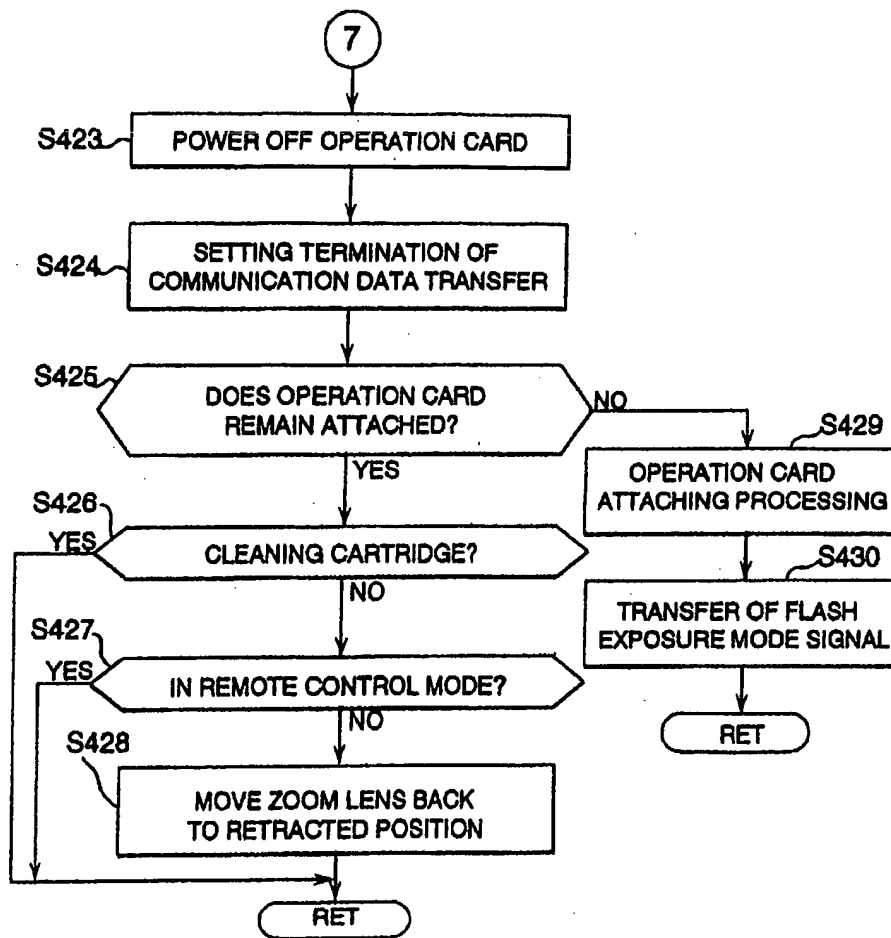 7
S423
POWER OFF OPERATION CARD
S424
SETTING TERMINATION OF
COMMUNICATION DATA TRANSFER
S425
DOES OPERATION CARD
REMAIN ATTACHED?
NO
YES
S429
OPERATION CARD
ATTACHING PROCESSING
S426
YES
CLEANING CARTRIDGE?
NO
S430
TRANSFER OF FLASH
EXPOSURE MODE SIGNAL
S427
YES
IN REMOTE CONTROL MODE?
NO
RET
S428
MOVE ZOOM LENS BACK
TO RETRACTED POSITION
RET